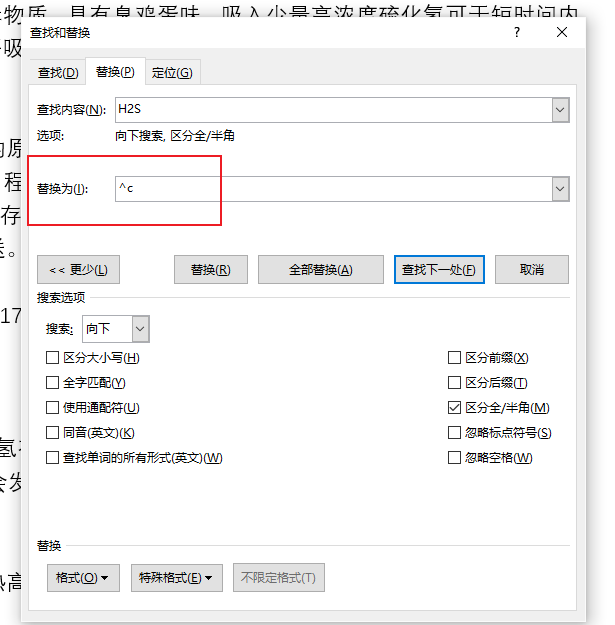 物质，具有臭鸡蛋味，吸入少量高浓度硫化氢可于短时间内
查找和替换
吸
查找(D) 替换(P) 定位(G)
查找内容(N): H2S
选项: 向下搜索, 区分全/半角
程
替换为(I): ^c
存
<< 更少(L) 替换(R) 全部替换(A) 查找下一处(F) 取消
搜索选项
17
搜索: 向下
区分大小写(H) 区分前缀(X)
全字匹配(Y) 区分后缀(T)
使用通配符(U) 区分全/半角(M)
同音(英文)(K) 忽略标点符号(S)
氢
查找单词的所有形式(英文)(W) 忽略空格(W)
会发
替换
格式(O) 特殊格式(E) 不限定格式(T)
热高